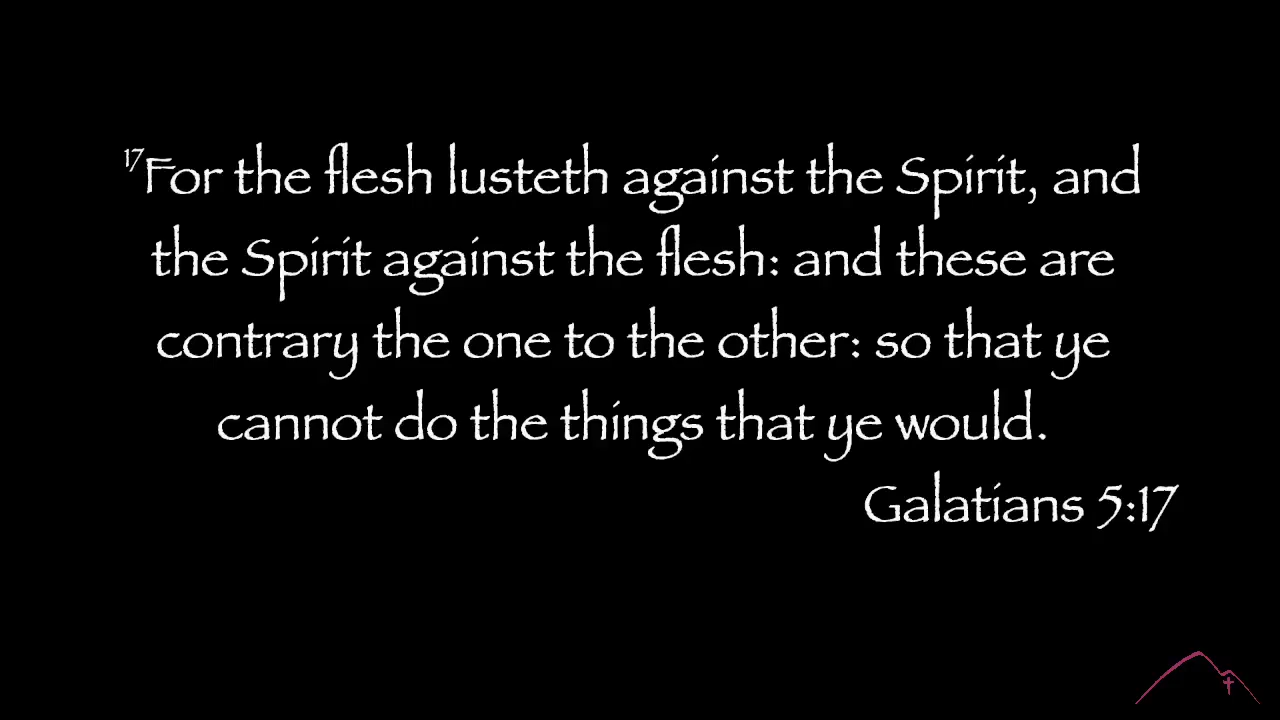 17For the flesh lusteth against the Spirit, and
the Spirit against the flesh: and these are
contrary the one to the other: so that ye
cannot do the things that ye would.
Galatians 5:17